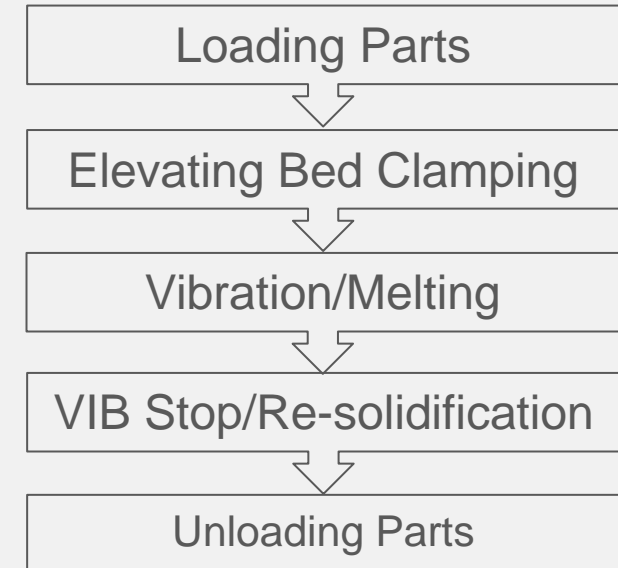 Loading Parts
Elevating Bed Clamping
Vibration/Melting
VIB Stop/Re-solidification
Unloading Parts